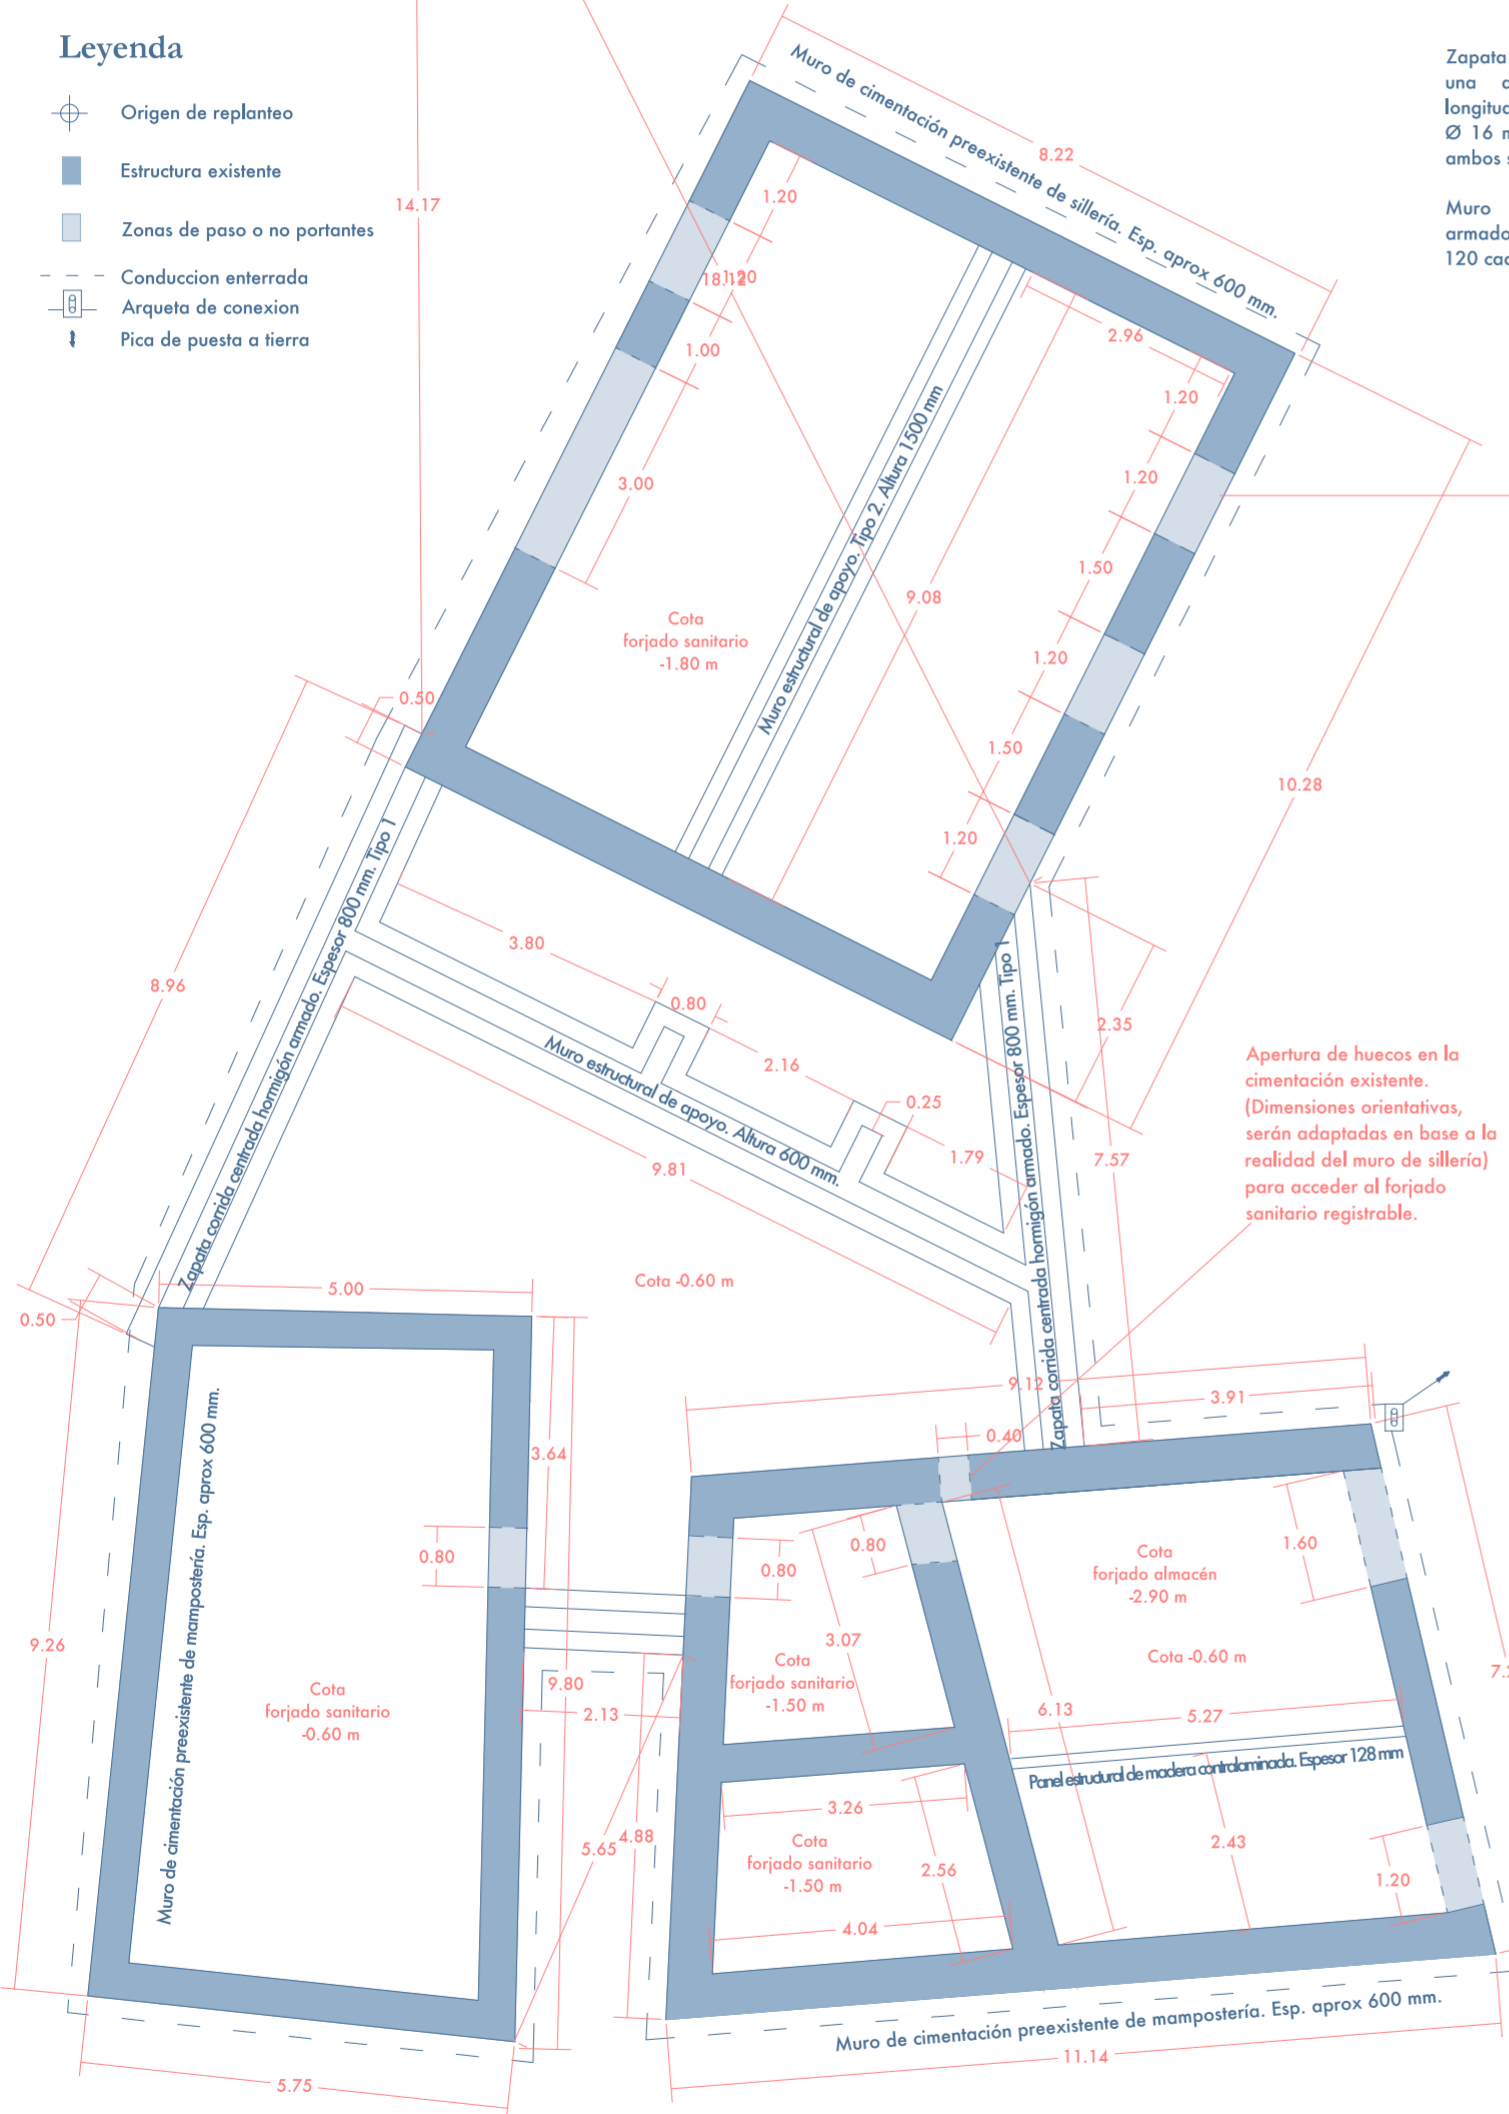 Leyenda
Origen de replanteo
Estructura existente
Zonas de paso o no portantes
Conduccion enterrada
Arqueta de conexion
Pica de puesta a tierra
Zapata
una
longitud
Ø 16
ambos
Muro
armado
120
14.17
Muro de cimentación preexistente de sillería. Esp. aprox 600 mm.
8.22
1.20
18.12
1.20
1.00
3.00
2.96
1.20
1.20
1.50
1.20
1.50
1.20
Muro estructural de apoyo. Tipo 2. Altura 1500 mm
9.08
Cota
forjado sanitario
-1.80 m
10.28
0.50
8.96
Zapata corrida centrada hormigón armado. Espesor 800 mm. Tipo 1
3.80
0.80
2.16
0.25
1.79
Muro estructural de apoyo. Altura 600 mm.
9.81
Zapata corrida centrada hormigón armado. Espesor 800 mm. Tipo 1
2.35
7.57
Apertura de huecos en la
cimentación existente.
(Dimensiones orientativas,
serán adaptadas en base a la
realidad del muro de sillería)
para acceder al forjado
sanitario registrable.
Cota -0.60 m
0.50
5.00
3.64
0.80
9.26
Muro de cimentación preexistente de mampostería. Esp. aprox 600 mm.
Cota
forjado sanitario
-0.60 m
9.80
2.13
5.65
4.88
5.75
9.12
3.91
0.40
0.80
0.80
3.07
Cota
forjado sanitario
-1.50 m
Cota
forjado almacén
-2.90 m
1.60
Cota -0.60 m
6.13
5.27
Panel estructural de madera contralaminada. Espesor 128 mm
3.26
Cota
forjado sanitario
-1.50 m
2.56
4.04
2.43
1.20
Muro de cimentación preexistente de mampostería. Esp. aprox 600 mm.
11.14